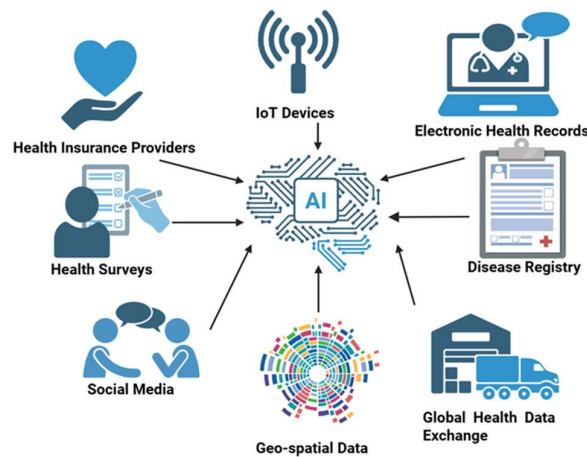 IoT Devices
Health Insurance Providers
Electronic Health Records
AI
Health Surveys
Disease Registry
Social Media
Geo-spatial Data
Global Health Data
Exchange